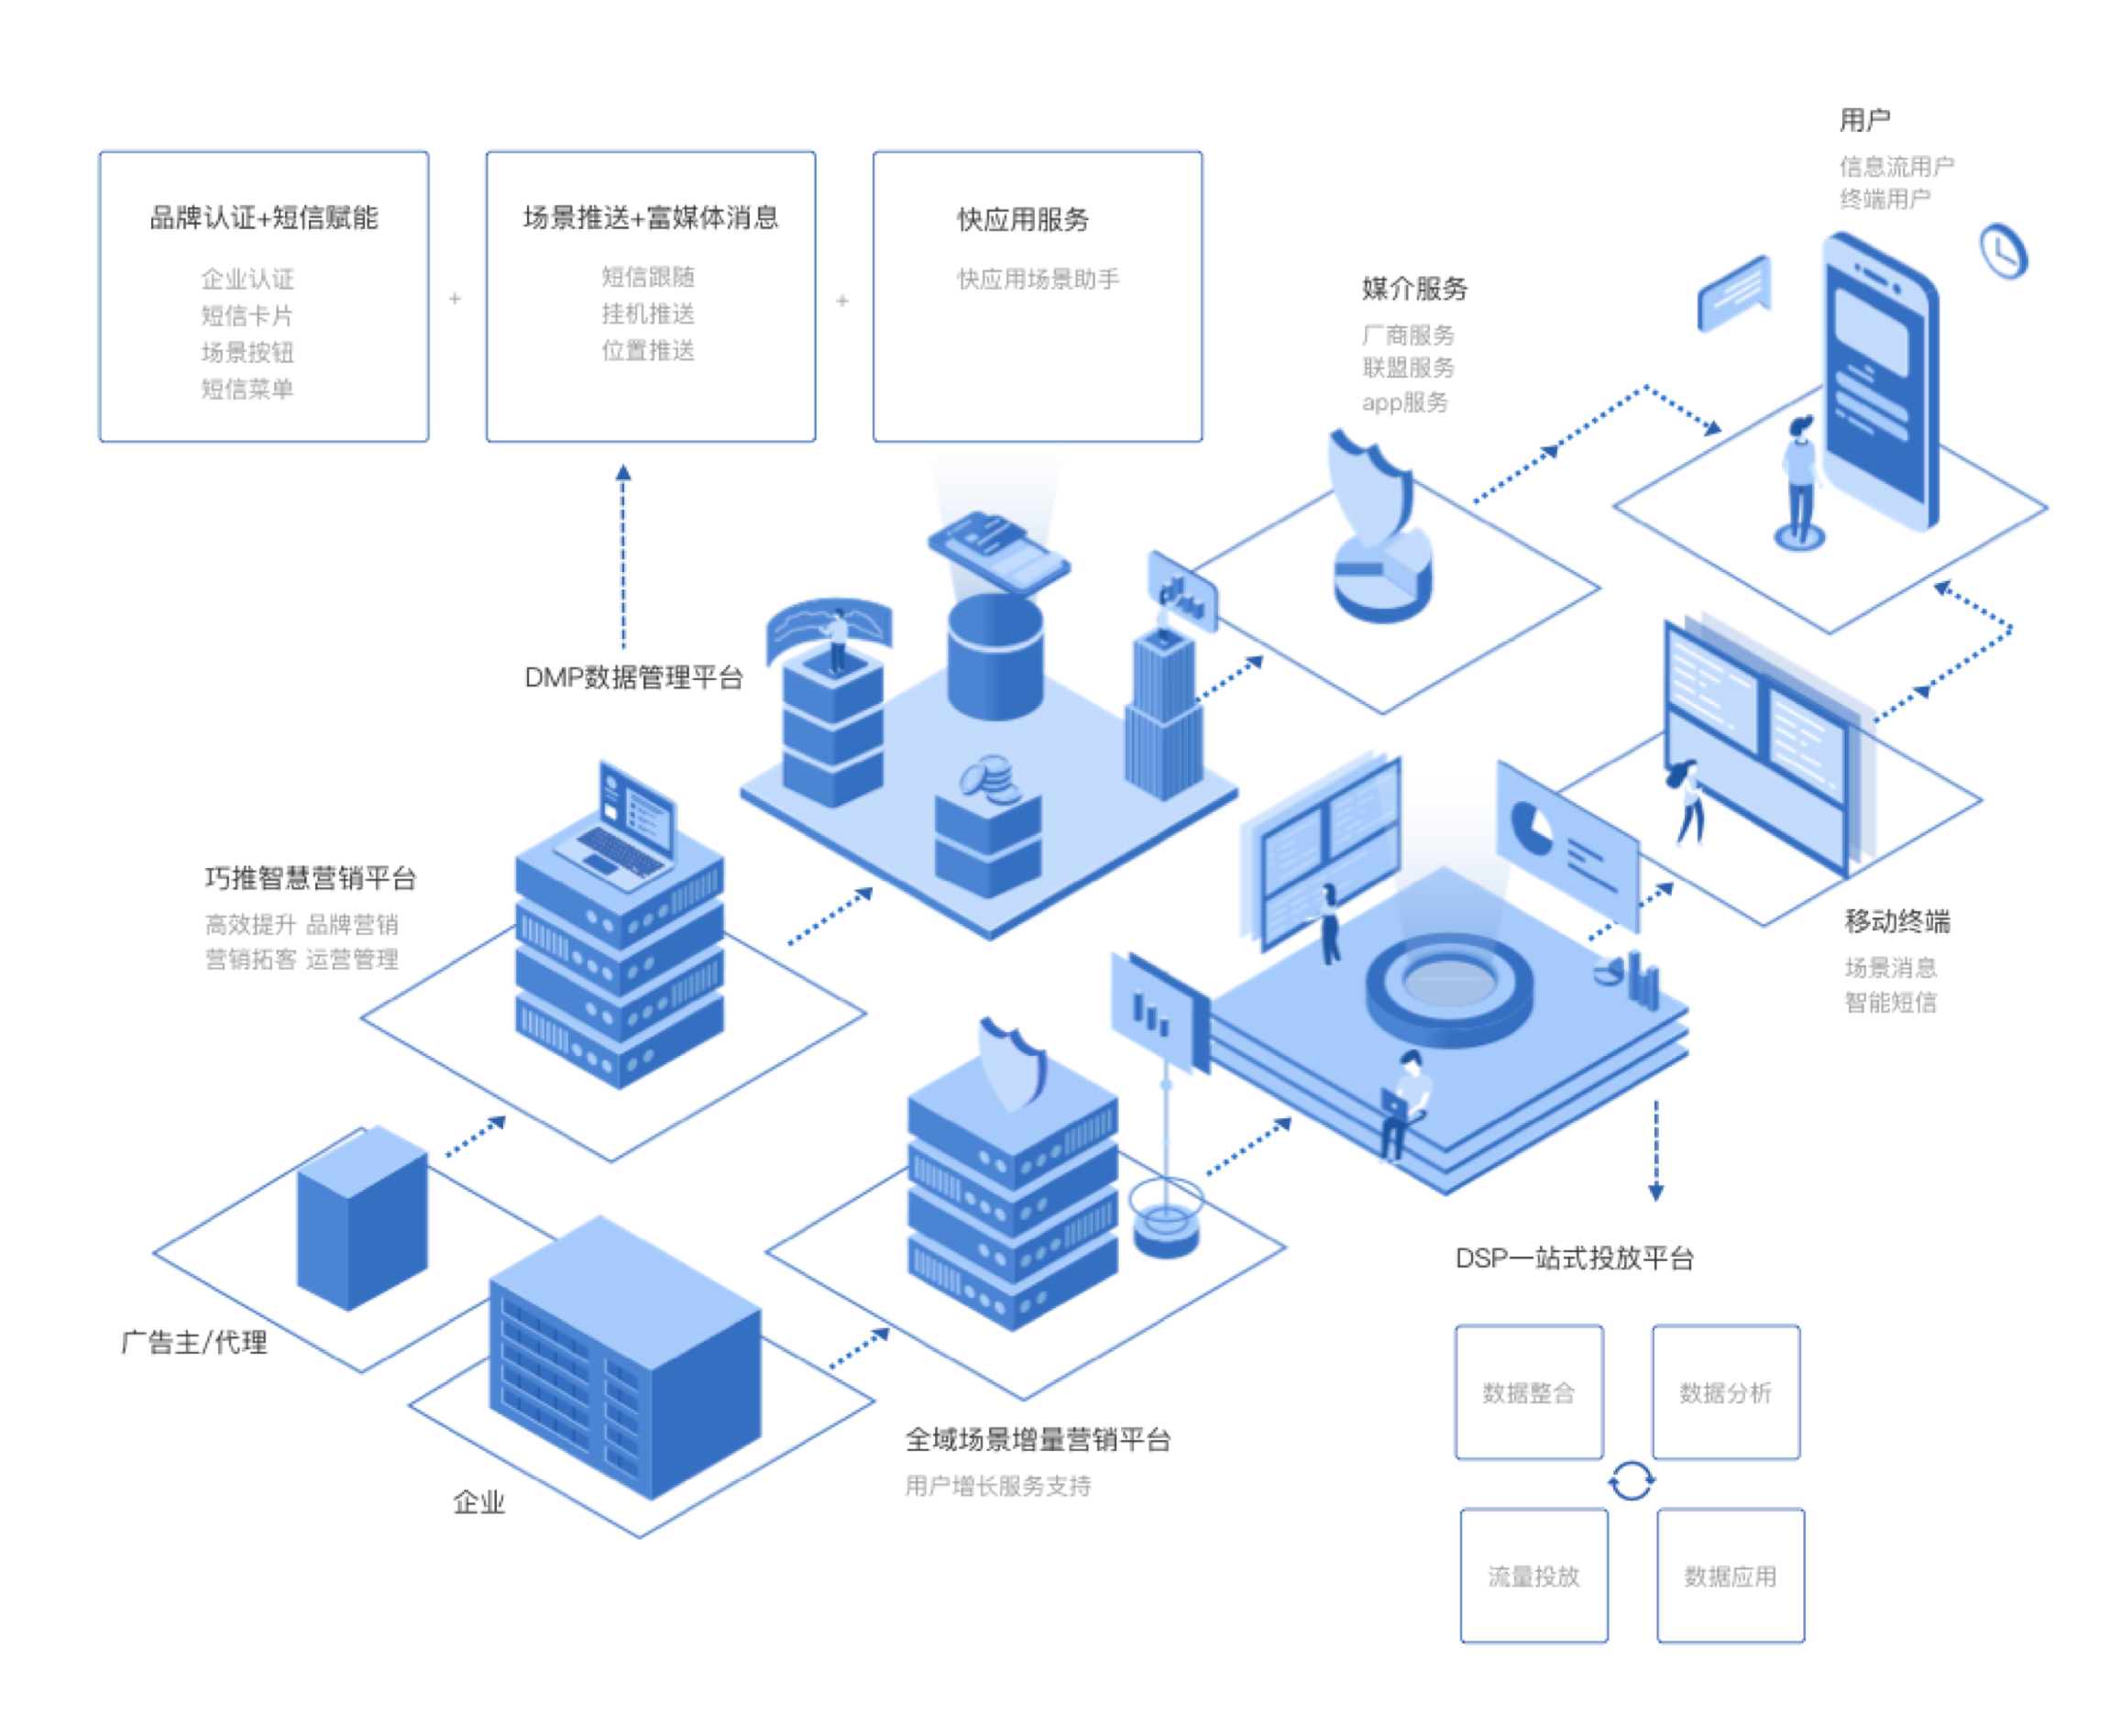 用户
信息流用户
终端用户
品牌认证+短信赋能
企业认证
短信卡片
场景按钮
短信菜单
+
场景推送+富媒体消息
短信跟随
挂机推送
位置推送
+
快应用服务
快应用场景助手
媒介服务
厂商服务
联盟服务
app服务
DMP数据管理平台
巧推智慧营销平台
高效提升 品牌营销
营销拓客 运营管理
移动终端
场景消息
智能短信
广告主/代理
企业
全域场景增量营销平台
用户增长服务支持
DSP一站式投放平台
数据整合
数据分析
流量投放
数据应用